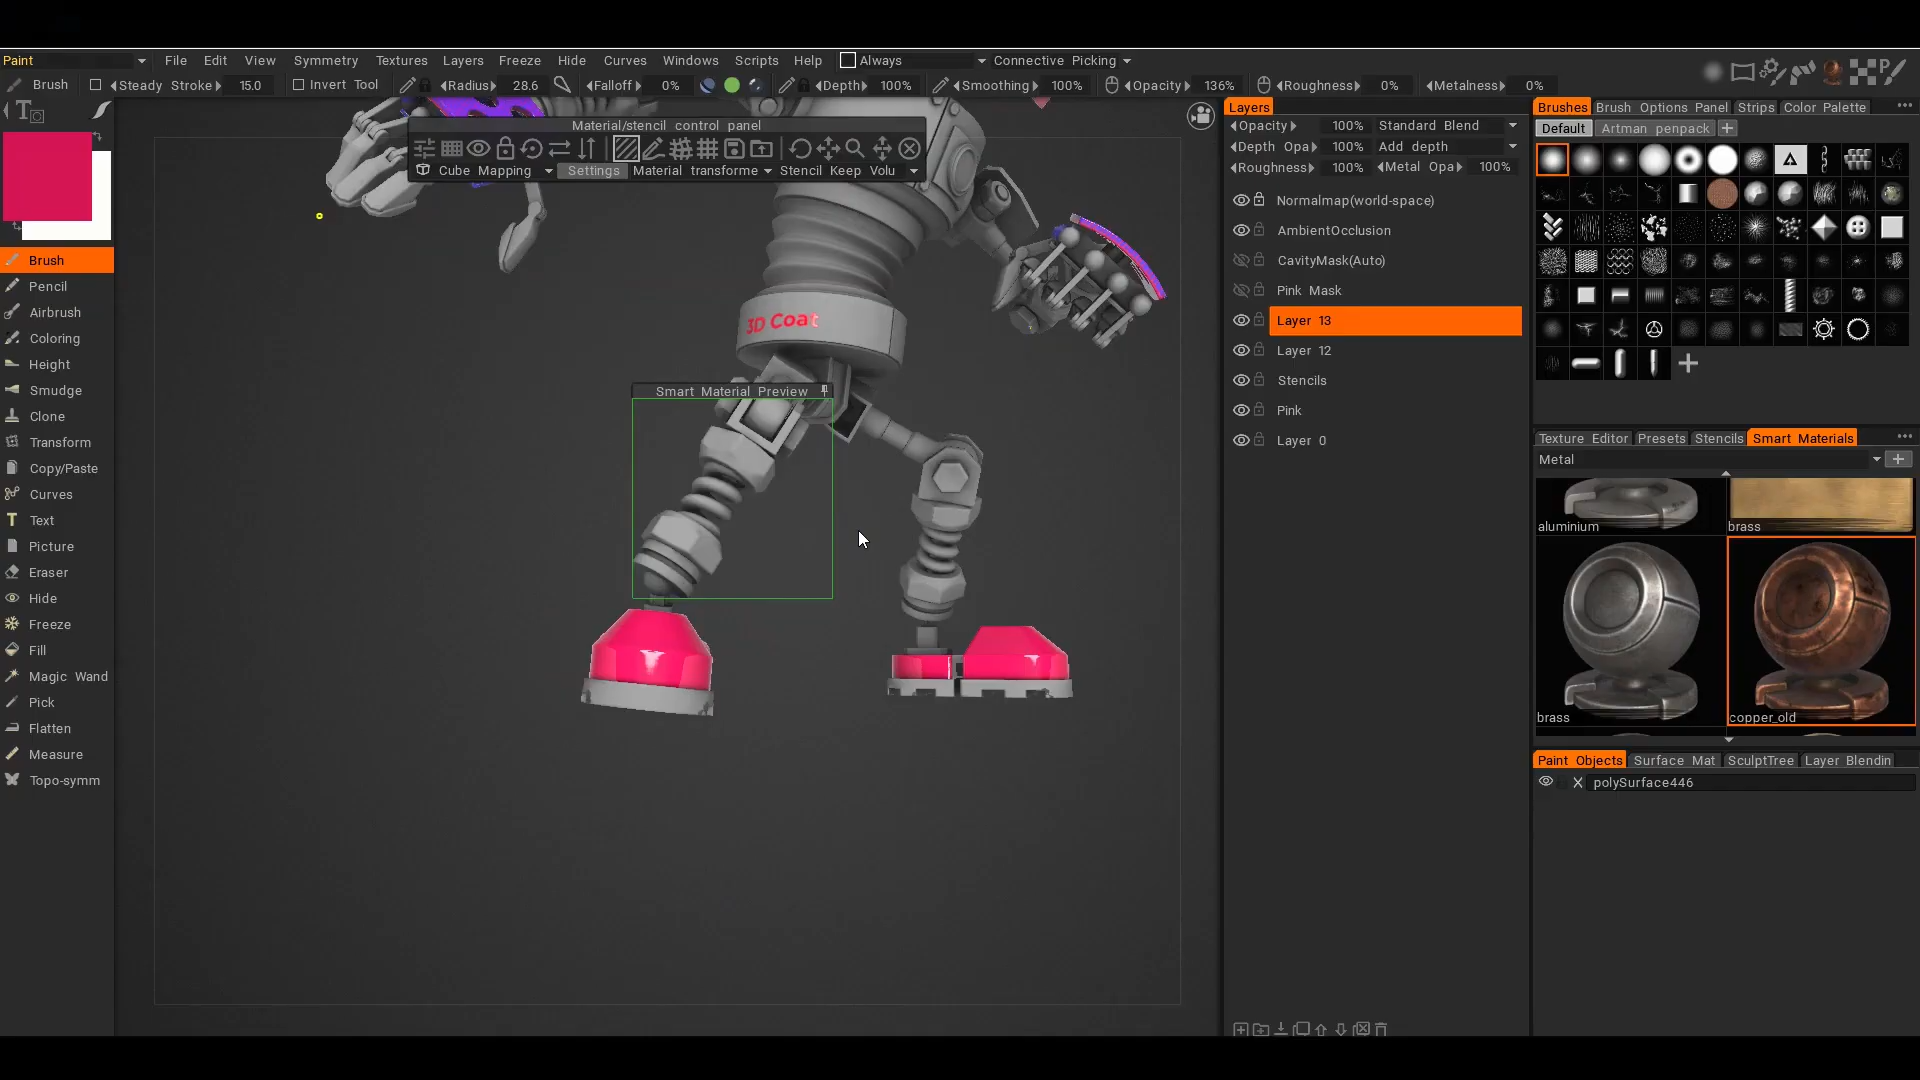 Paint File Edit View Symmetry Textures Layers Freeze Hide Curves Windows Scripts Help Always Connective Picking
Brush Steady Stroke 15.0 Invert Tool Radius 28.6 Falloff 0% Depth 100% Smoothing 100% Opacity 136% Roughness 0% Metalness 0%
Material/stencil control panel
Cube Mapping Settings Material transforme Stencil Keep Volu
Brush
Pencil
Airbrush
Coloring
Height
Smudge
Clone
Transform
Copy/Paste
Curves
Text
Picture
Eraser
Hide
Freeze
Fill
Magic Wand
Pick
Flatten
Measure
Topo-symm
3D Coat
Smart Material Preview
Layers
Opacity 100% Standard Blend
Depth Opa 100% Add depth
Roughness 100% Metal Opa 100%
Normalmap(world-space)
AmbientOcclusion
CavityMask(Auto)
Pink Mask
Layer 13
Layer 12
Stencils
Pink
Layer 0
Brushes Brush Options Panel Strips Color Palette
Default Artman penpack
Texture Editor Presets Stencils Smart Materials
Metal
aluminium brass
brass copper_old
Paint Objects Surface Mat SculptTree Layer Blendin
polySurface446